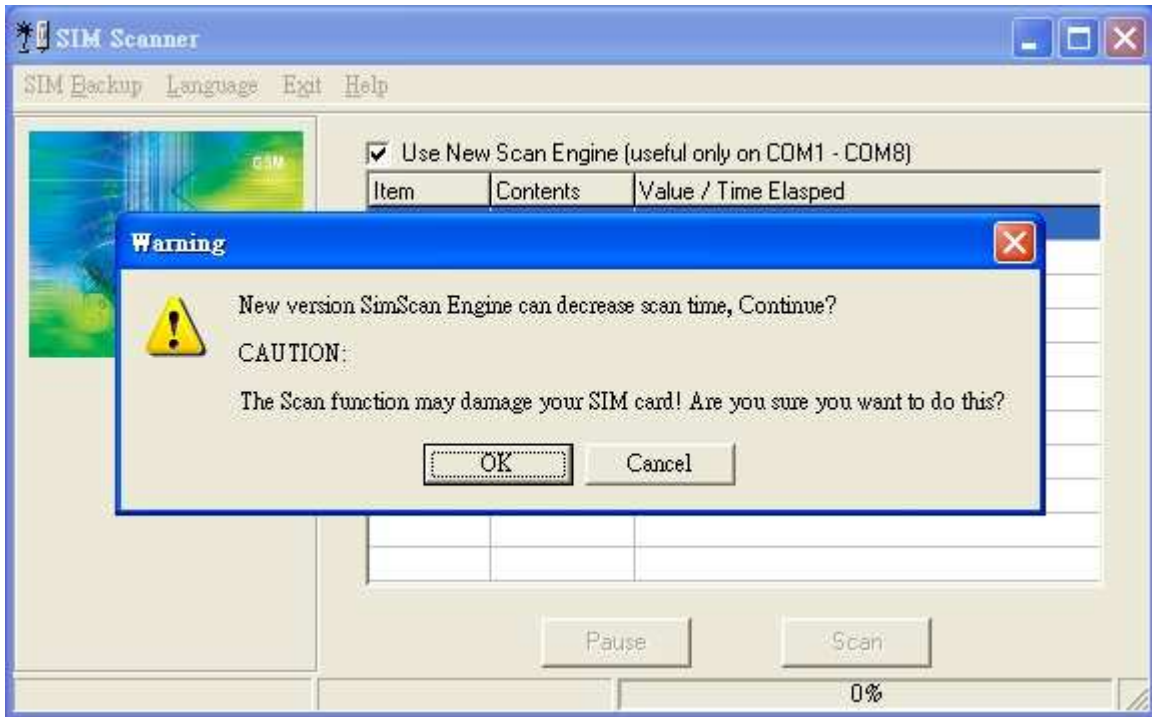 SIM Scanner
SIM Backup Language Exit Help
GSM
Use New Scan Engine (useful only on COM1 - COM8)
Item Contents Value / Time Elasped
Warning
New version SimScan Engine can decrease scan time, Continue?
CAUTION:
The Scan function may damage your SIM card! Are you sure you want to do this?
OK Cancel
Pause Scan
0%